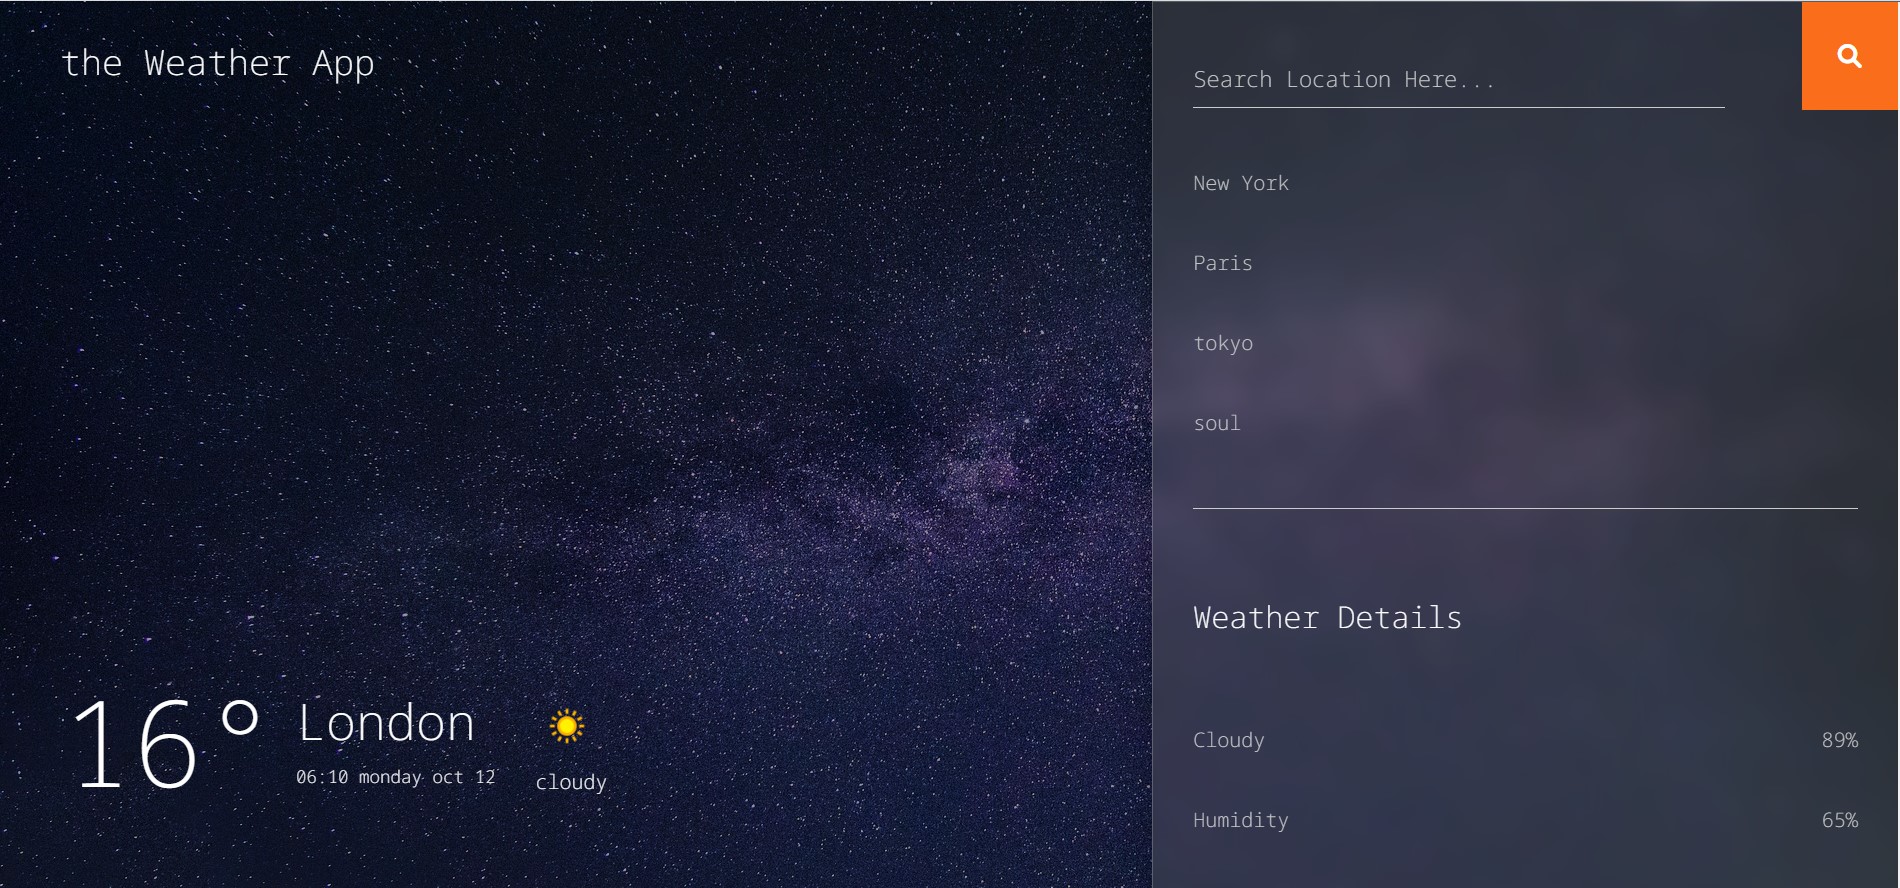 the Weather App
16°
London
06:10 monday oct 12
cloudy
Search Location Here...
New York
Paris
tokyo
soul
Weather Details
Cloudy 89%
Humidity 65%